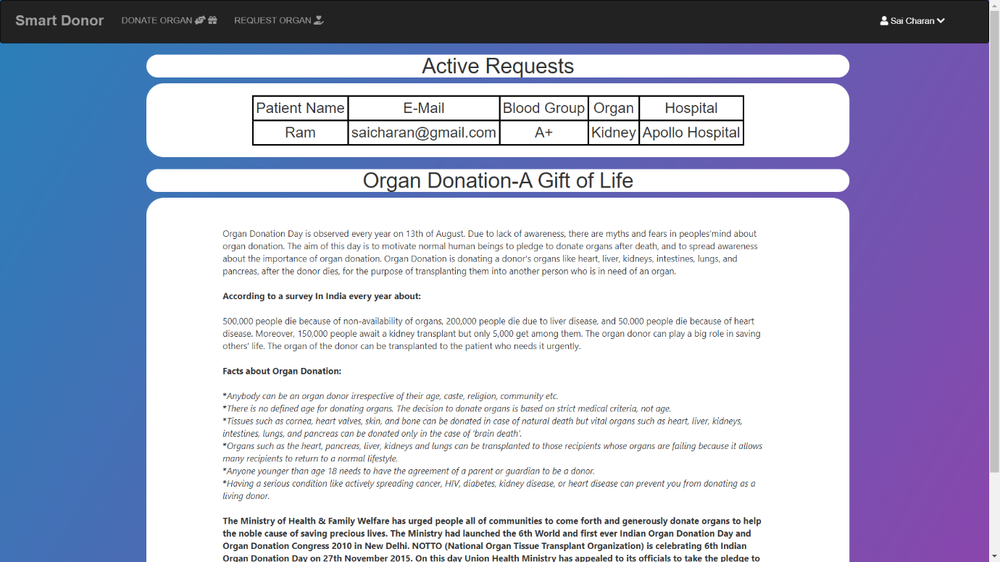 Smart Donor DONATE ORGAN REQUEST ORGAN Sai Charan
Active Requests
Patient Name E-Mail Blood Group Organ Hospital
Ram saicharan@gmail.com A+ Kidney Apollo Hospital
Organ Donation-A Gift of Life
Organ Donation Day is observed every year on 13th of August. Due to lack of awareness, there are myths and fears in peoples’mind about
organ donation. The aim of this day is to motivate normal human beings to pledge to donate organs after death, and to spread awareness
about the importance of organ donation. Organ Donation is donating a donor's organs like heart, liver, kidneys, intestines, lungs, and
pancreas, after the donor dies, for the purpose of transplanting them into another person who is in need of an organ.
According to a survey In India every year about:
500,000 people die because of non-availability of organs, 200,000 people die due to liver disease, and 50,000 people die because of heart
disease. Moreover, 150,000 people await a kidney transplant but only 5,000 get among them. The organ donor can play a big role in saving
others’ life. The organ of the donor can be transplanted to the patient who needs it urgently.
Facts about Organ Donation:
*Anybody can be an organ donor irrespective of their age, caste, religion, community etc.
*There is no defined age for donating organs. The decision to donate organs is based on strict medical criteria, not age.
*Tissues such as cornea, heart valves, skin, and bone can be donated in case of natural death but vital organs such as heart, liver, kidneys,
intestines, lungs, and pancreas can be donated only in the case of ‘brain death’.
*Organs such as the heart, pancreas, liver, kidneys and lungs can be transplanted to those recipients whose organs are failing because it allows
many recipients to return to a normal lifestyle.
*Anyone younger than age 18 needs to have the agreement of a parent or guardian to be a donor.
*Having a serious condition like actively spreading cancer, HIV, diabetes, kidney disease, or heart disease can prevent you from donating as a
living donor.
The Ministry of Health & Family Welfare has urged people all of communities to come forth and generously donate organs to help
the noble cause of saving precious lives. The Ministry had launched the 6th World and first ever Indian Organ Donation Day and
Organ Donation Congress 2010 in New Delhi. NOTTO (National Organ Tissue Transplant Organization) is celebrating 6th Indian
Organ Donation Day on 27th November 2015. On this day Union Health Ministry has appealed to its officials to take the pledge to